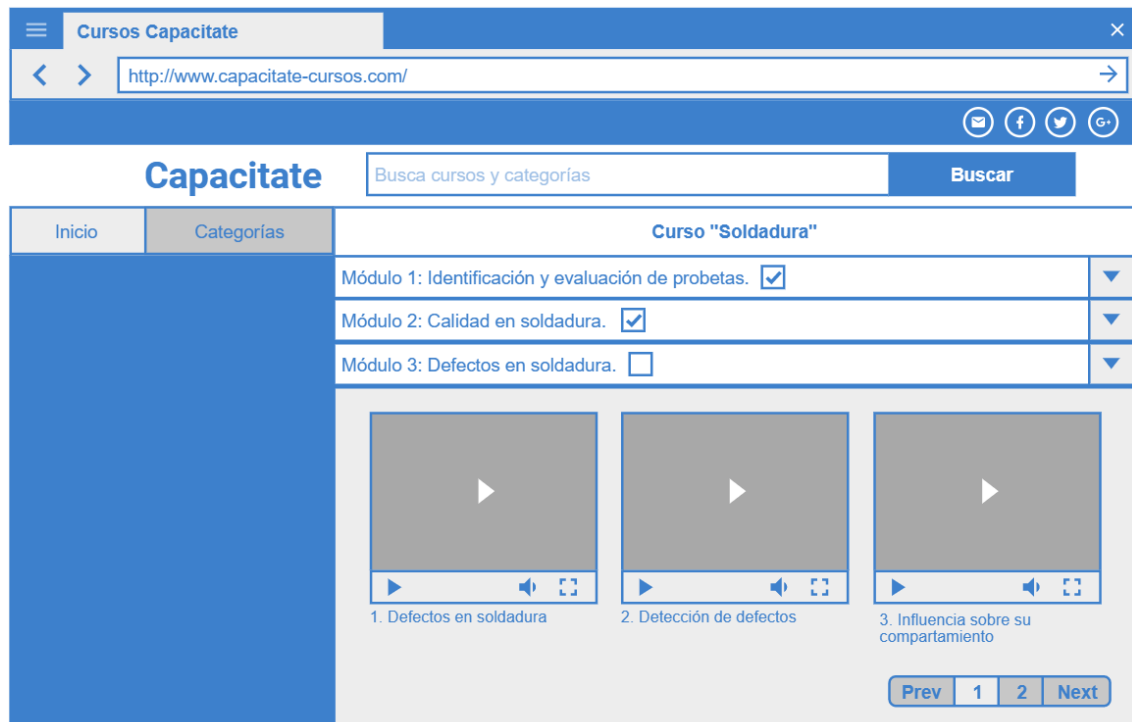 Cursos Capacitate
http://www.capacitate-cursos.com/
G+
Capacitate
Busca cursos y categorías
Buscar
Inicio
Categorías
Curso "Soldadura"
Módulo 1: Identificación y evaluación de probetas.
Módulo 2: Calidad en soldadura.
Módulo 3: Defectos en soldadura.
1. Defectos en soldadura
2. Detección de defectos
3. Influencia sobre su
compartamiento
Prev 1 2 Next